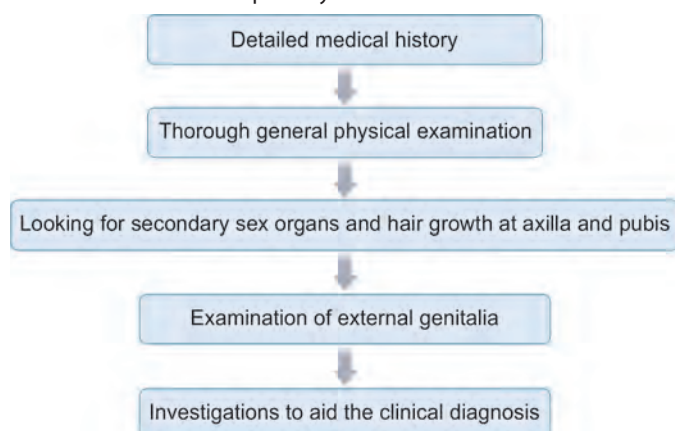 Detailed medical history
Thorough general physical examination
Looking for secondary sex organs and hair growth at axilla and pubis
Examination of external genitalia
Investigations to aid the clinical diagnosis